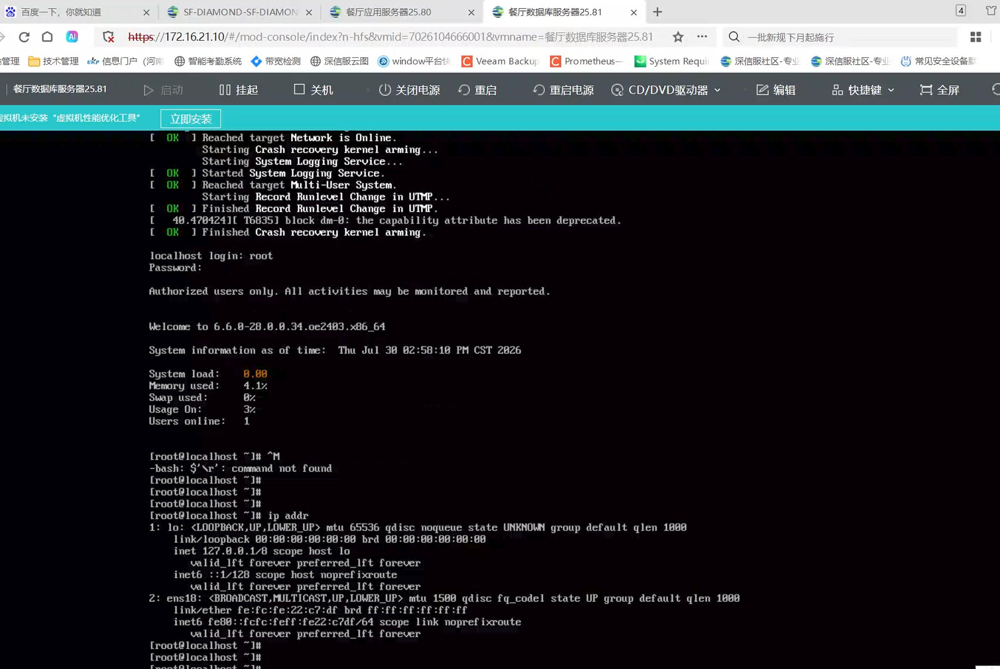 百度一下，你就知道
SF-DIAMOND-SF-DIAMON
餐厅应用服务器25.80
餐厅数据库服务器25.81
4
AI
https://172.16.21.10/#/mod-console/index?n-hfs&vmid=7026104666001&vmname=餐厅数据库服务器25.81
一批新规下月起施行
管理
技术管理
信息门户（河南
智能考勤系统
带宽检测
深信服云图
window平台快
Veeam Backup
Prometheus—
System Requi
深信服社区-专业
深信服社区-专业
常见安全设备默
餐厅数据库服务器25.81
启动
挂起
关机
关闭电源
重启
重启电源
CD/DVD驱动器
编辑
快捷键
全屏
虚拟机未安装“虚拟机性能优化工具”
立即安装
[  OK  ] Reached target Network is Online.
Starting Crash recovery kernel arming...
Starting System Logging Service...
[  OK  ] Started System Logging Service.
[  OK  ] Reached target Multi-User System.
Starting Record Runlevel Change in UTMP...
[  OK  ] Finished Record Runlevel Change in UTMP.
[   40.470424][ T6835] block dm-0: the capability attribute has been deprecated.
[  OK  ] Finished Crash recovery kernel arming.
localhost login: root
Password:
Authorized users only. All activities may be monitored and reported.
Welcome to 6.6.0-28.0.0.34.oe2403.x86_64
System information as of time:  Thu Jul 30 02:58:10 PM CST 2026
System load:    0.00
Memory used:    4.1%
Swap used:      0%
Usage On:       3%
Users online:   1
[root@localhost ~]# ^M
-bash: $'\r': command not found
[root@localhost ~]#
[root@localhost ~]#
[root@localhost ~]#
[root@localhost ~]# ip addr
1: lo: <LOOPBACK,UP,LOWER_UP> mtu 65536 qdisc noqueue state UNKNOWN group default qlen 1000
link/loopback 00:00:00:00:00:00 brd 00:00:00:00:00:00
inet 127.0.0.1/8 scope host lo
valid_lft forever preferred_lft forever
inet6 ::1/128 scope host noprefixroute
valid_lft forever preferred_lft forever
2: ens18: <BROADCAST,MULTICAST,UP,LOWER_UP> mtu 1500 qdisc fq_codel state UP group default qlen 1000
link/ether fe:fc:fe:22:c7:df brd ff:ff:ff:ff:ff:ff
inet6 fe80::fcfc:feff:fe22:c7df/64 scope link noprefixroute
valid_lft forever preferred_lft forever
[root@localhost ~]#
[root@localhost ~]#
[root@localhost ~]#